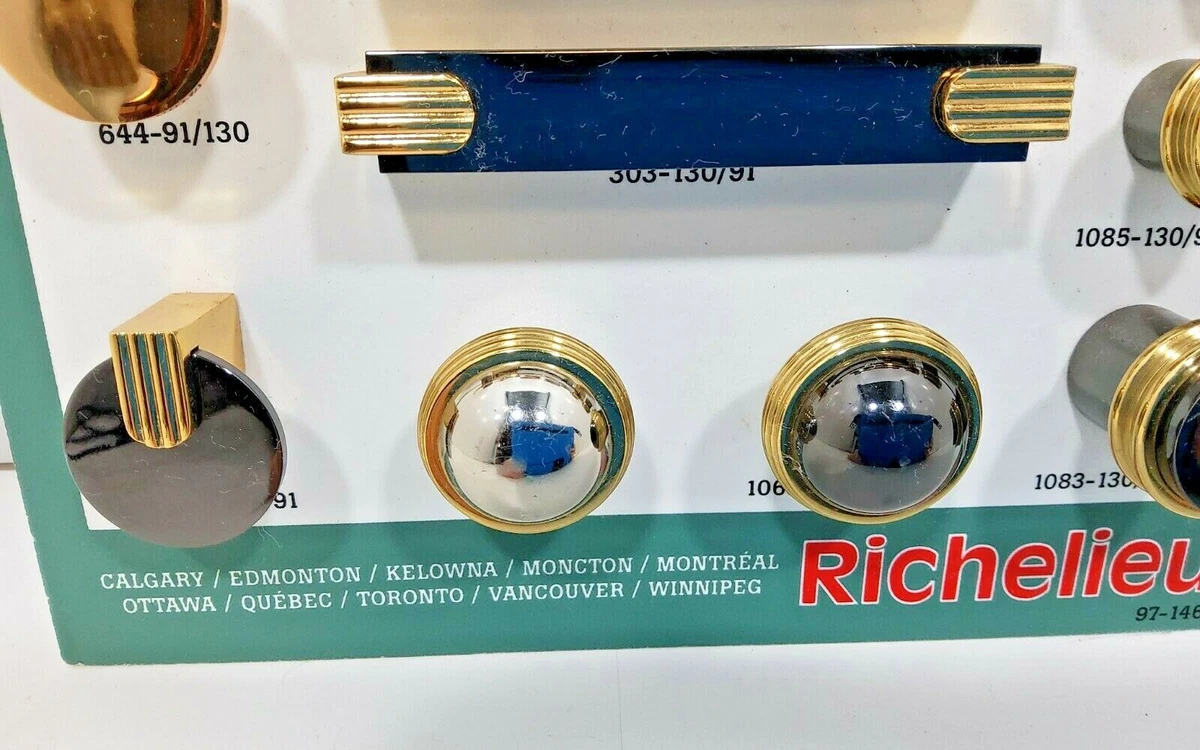 644-91/130
303-130/91
1085-130/9
91
106
1083-130
CALGARY / EDMONTON / KELOWNA / MONCTON / MONTRÉAL
OTTAWA / QUÉBEC / TORONTO / VANCOUVER / WINNIPEG
Richelieu
97-146